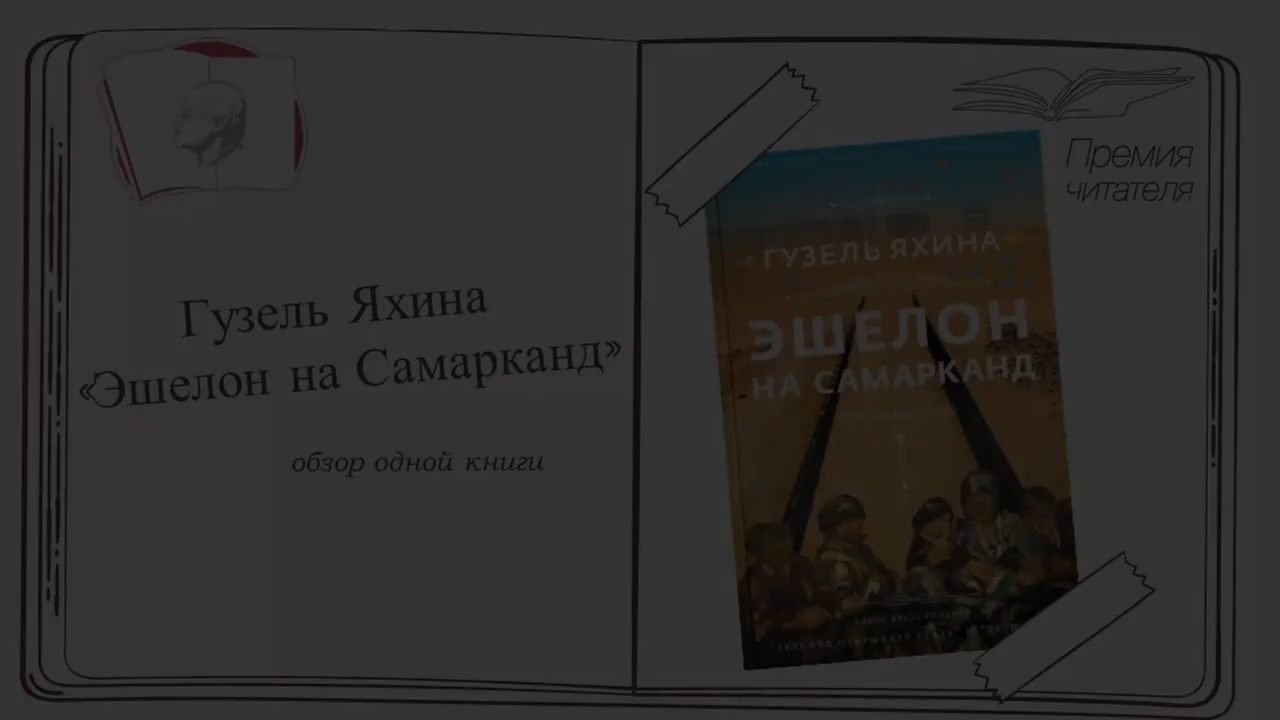 Гузель Яхина
«Эшелон на Самарканд»
обзор одной книги
Премия
читателя
ГУЗЕЛЬ ЯХИНА
ЭШЕЛОН
НА САМАРКАНД